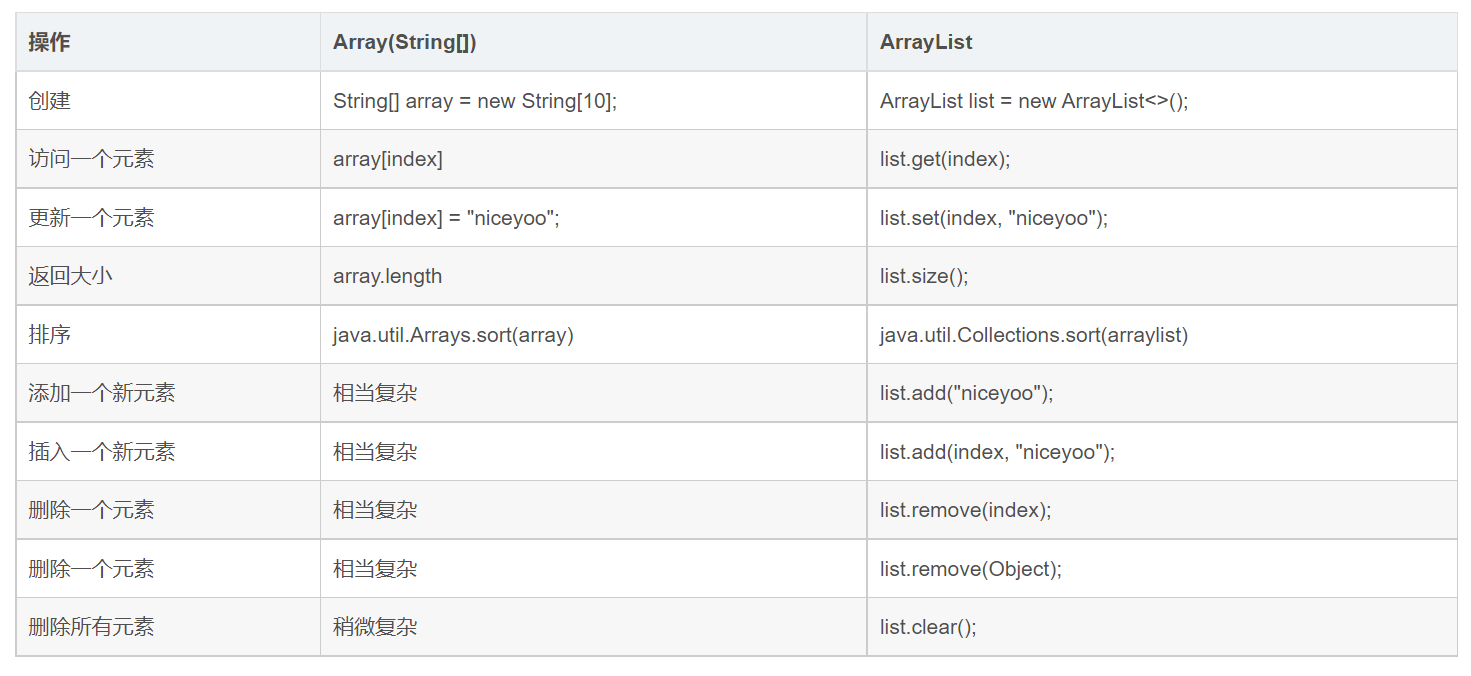 操作 Array(String[]) ArrayList
创建 String[] array = new String[10]; ArrayList list = new ArrayList<>();
访问一个元素 array[index] list.get(index);
更新一个元素 array[index] = "niceyoo"; list.set(index, "niceyoo");
返回大小 array.length list.size();
排序 java.util.Arrays.sort(array) java.util.Collections.sort(arraylist)
添加一个新元素 相当复杂 list.add("niceyoo");
插入一个新元素 相当复杂 list.add(index, "niceyoo");
删除一个元素 相当复杂 list.remove(index);
删除一个元素 相当复杂 list.remove(Object);
删除所有元素 稍微复杂 list.clear();